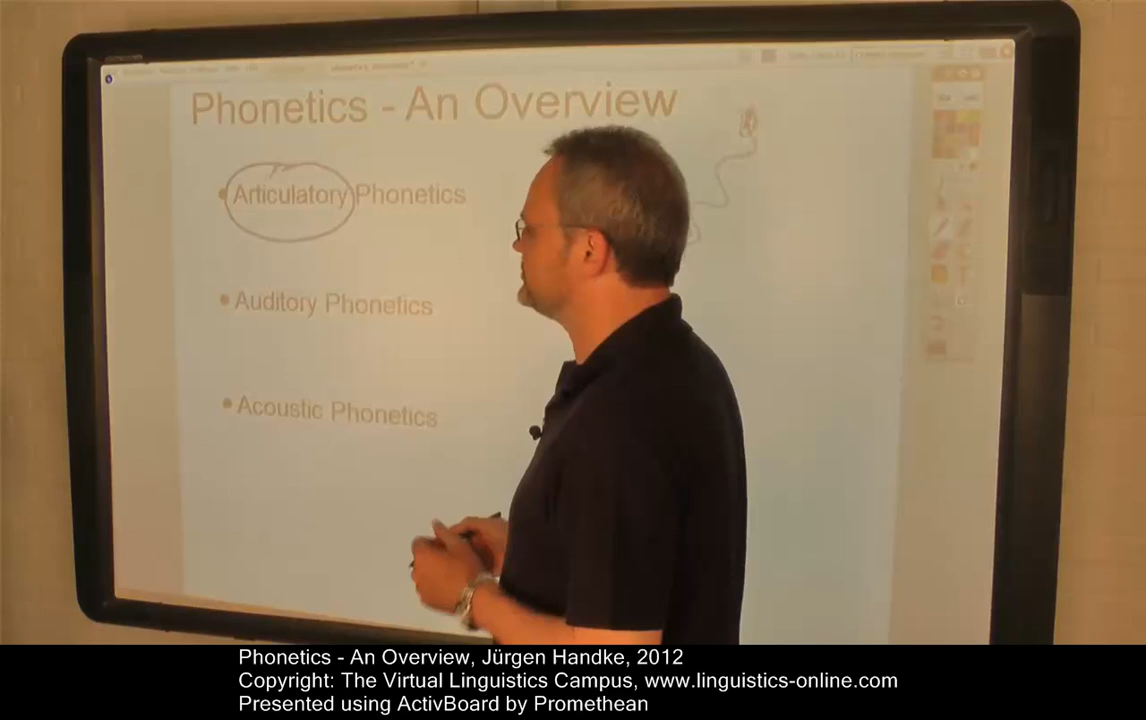 Phonetics - An Overview
• Articulatory Phonetics
• Auditory Phonetics
• Acoustic Phonetics
Phonetics - An Overview, Jürgen Handke, 2012
Copyright: The Virtual Linguistics Campus, www.linguistics-online.com
Presented using ActivBoard by Promethean